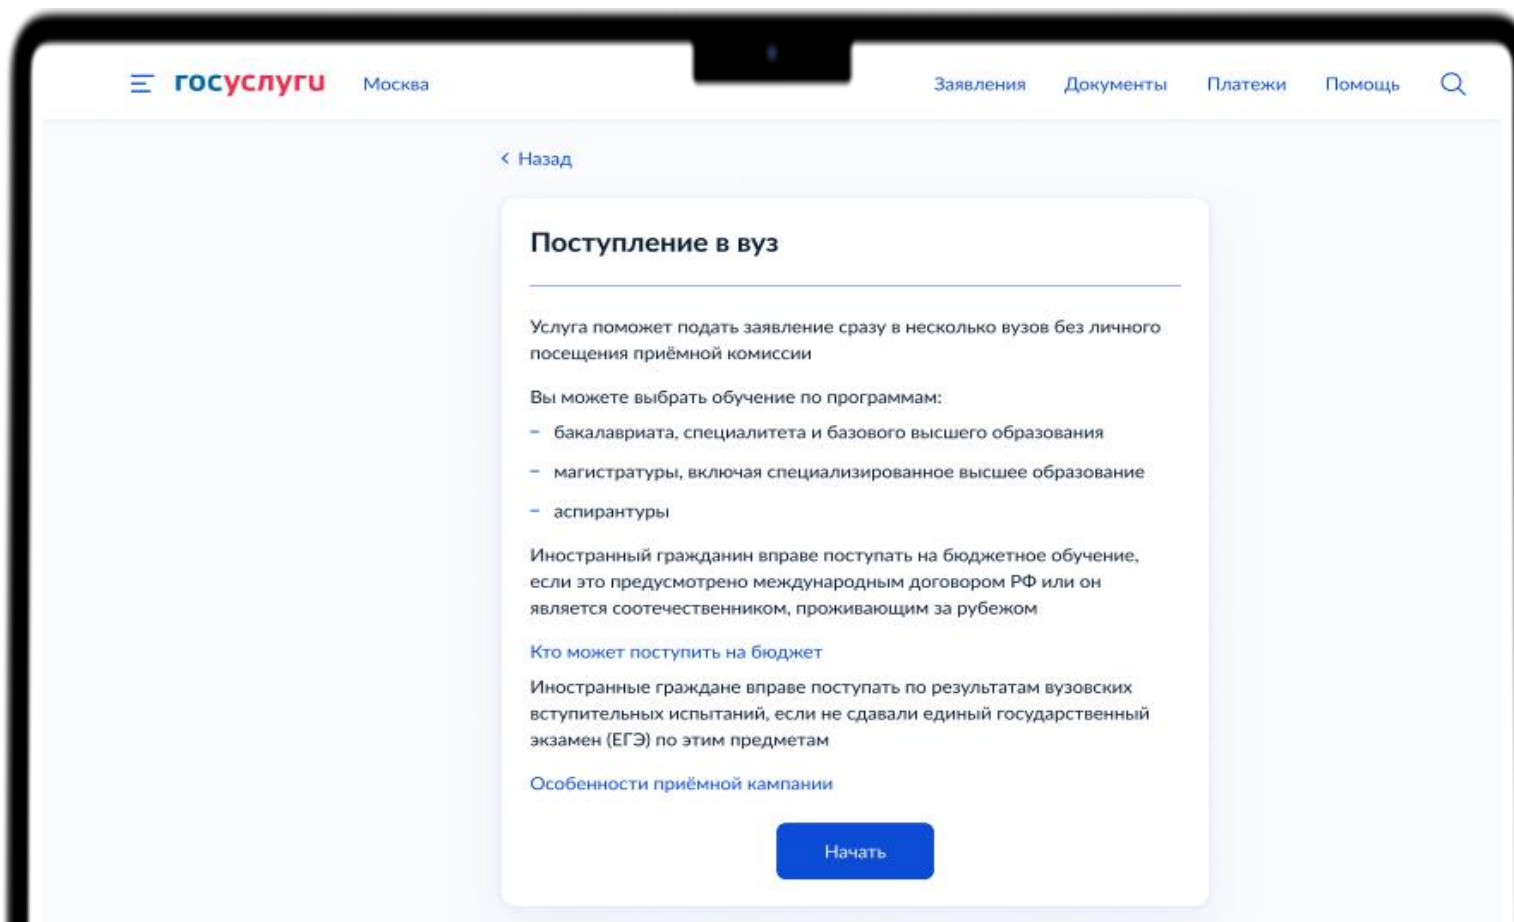 госуслуги Москва Заявления Документы Платежи Помощь
Назад
Поступление в вуз
Услуга поможет подать заявление сразу в несколько вузов без личного
посещения приёмной комиссии
Вы можете выбрать обучение по программам:
– бакалавриата, специалитета и базового высшего образования
– магистратуры, включая специализированное высшее образование
– аспирантуры
Иностранный гражданин вправе поступать на бюджетное обучение,
если это предусмотрено международным договором РФ или он
является соотечественником, проживающим за рубежом
Кто может поступить на бюджет
Иностранные граждане вправе поступать по результатам вузовских
вступительных испытаний, если не сдавали единый государственный
экзамен (ЕГЭ) по этим предметам
Особенности приёмной кампании
Начать